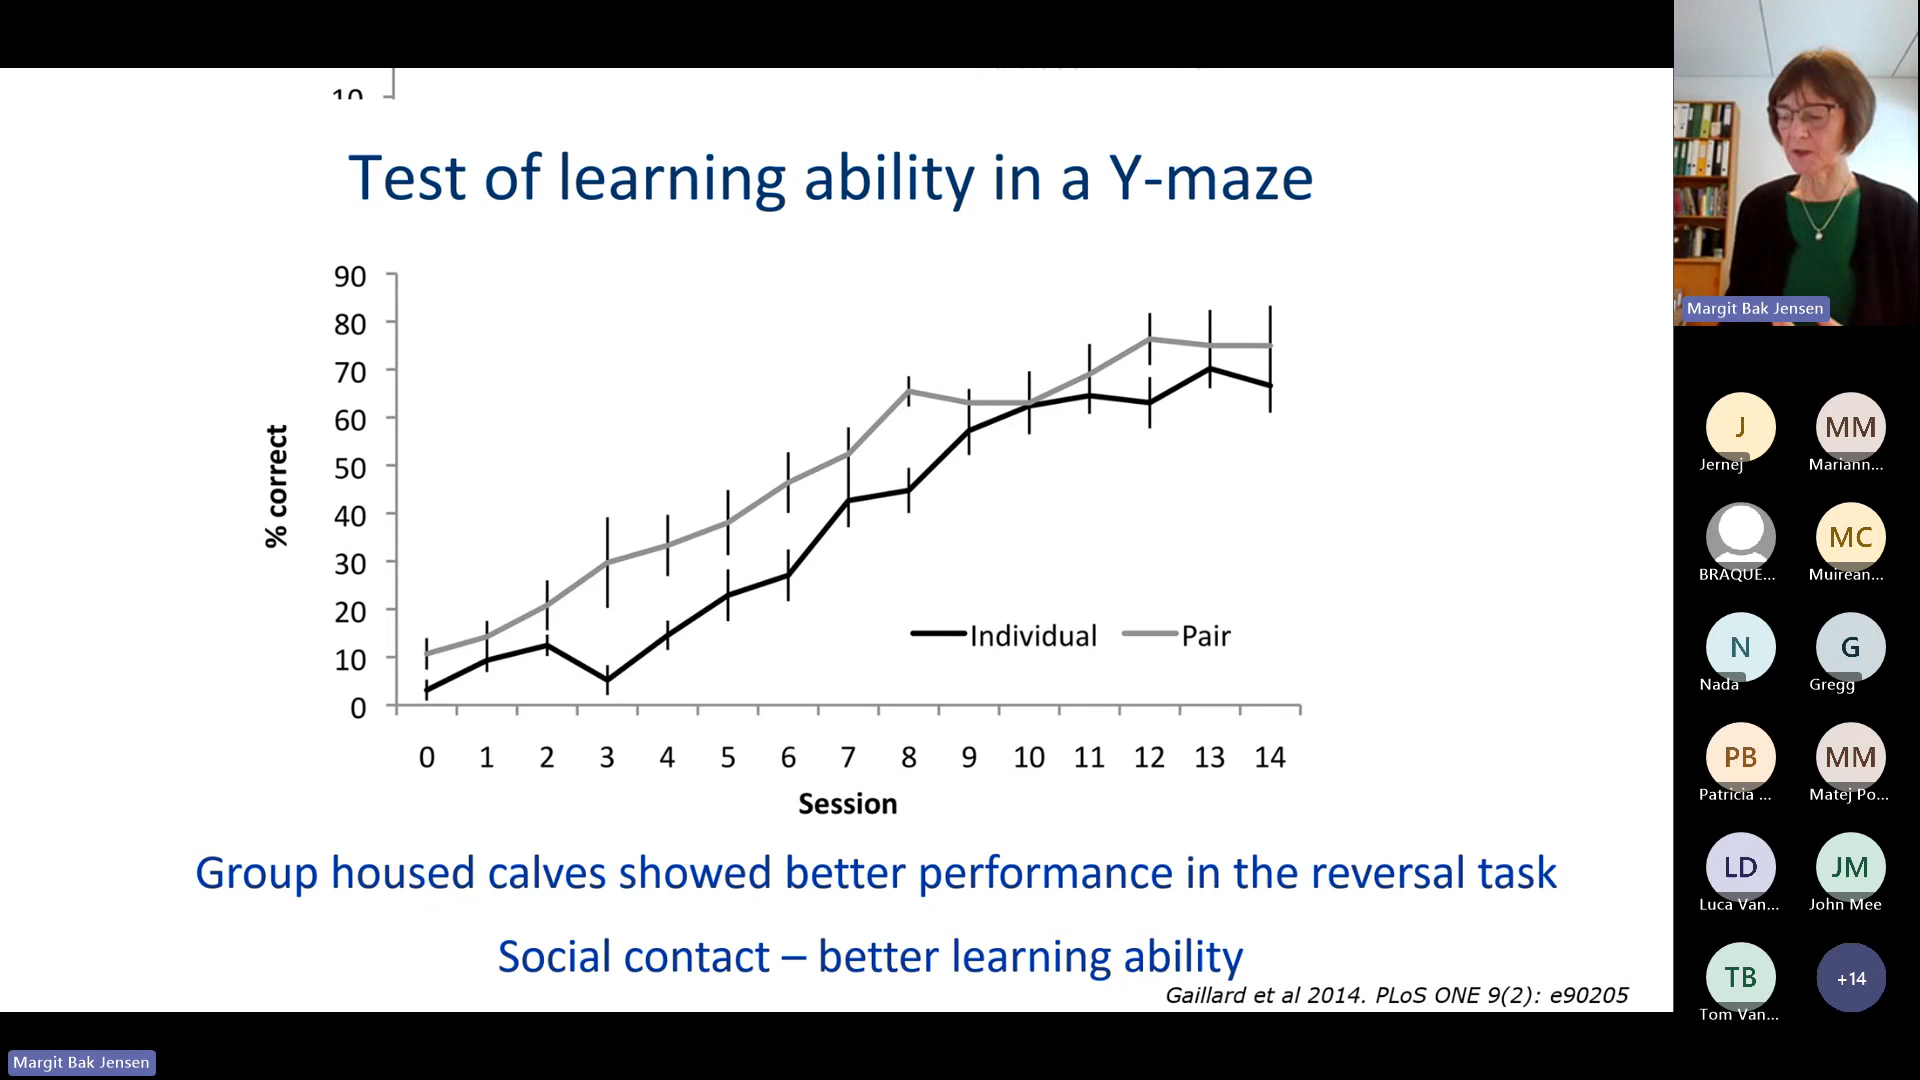 10
Test of learning ability in a Y-maze
90
80
70
60
50
40
30
20
10
0
% correct
Individual
Pair
0 1 2 3 4 5 6 7 8 9 10 11 12 13 14
Session
Group housed calves showed better performance in the reversal task
Social contact – better learning ability
Gaillard et al 2014. PLoS ONE 9(2): e90205
Margit Bak Jensen
Margit Bak Jensen
J
Jernej
MM
Mariann...
BRAQUE...
MC
Muirean...
N
Nada
G
Gregg
PB
Patricia ...
MM
Matej Po...
LD
Luca Van...
JM
John Mee
TB
Tom Van...
+14